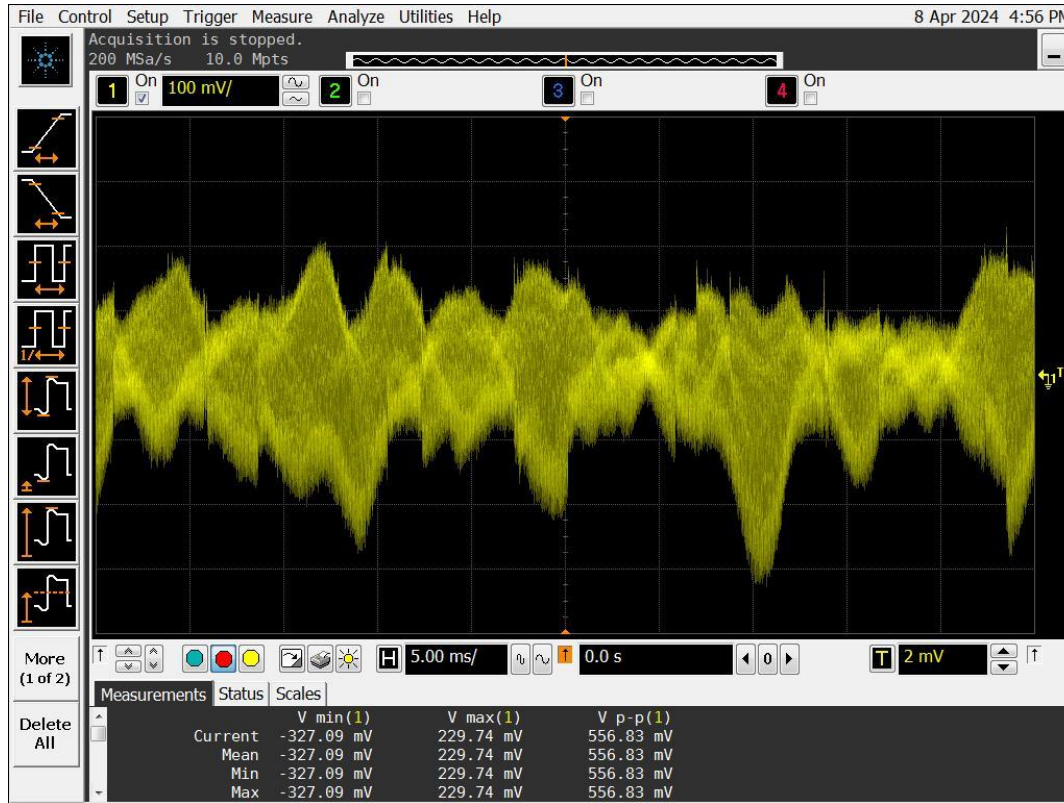 File Control Setup Trigger Measure Analyze Utilities Help 8 Apr 2024 4:56 PM
Acquisition is stopped.
200 MSa/s 10.0 Mpts
1 On 100 mV/ 2 On 3 On 4 On
1 T
1/
More
(1 of 2)
Delete
All
H 5.00 ms/ 0.0 s 0 T 2 mV
Measurements Status Scales
V min(1) V max(1) V p-p(1)
Current -327.09 mV 229.74 mV 556.83 mV
Mean -327.09 mV 229.74 mV 556.83 mV
Min -327.09 mV 229.74 mV 556.83 mV
Max -327.09 mV 229.74 mV 556.83 mV